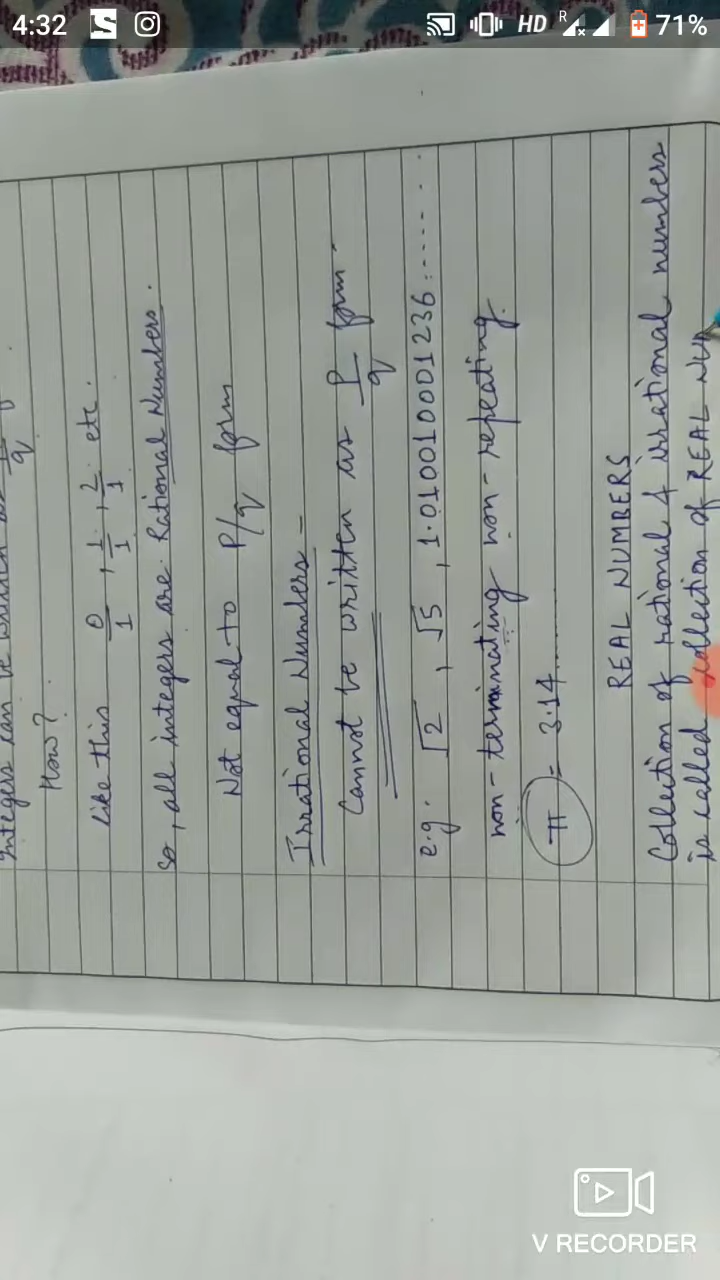 4:32 S HD R x 71%
Integers can be written as
q
How?
Like this 0/1, 1/1, 2/1 etc.
So, all integers are Rational Numbers.
Not equal to P/q form
Irrational Numbers -
Cannot be written as P/q form.
e.g. √2, √5, 1.010010001236.......
non-terminating non-repeating.
π = 3.14.........
REAL NUMBERS
Collection of rational & irrational numbers
is called collection of REAL NU
V RECORDER